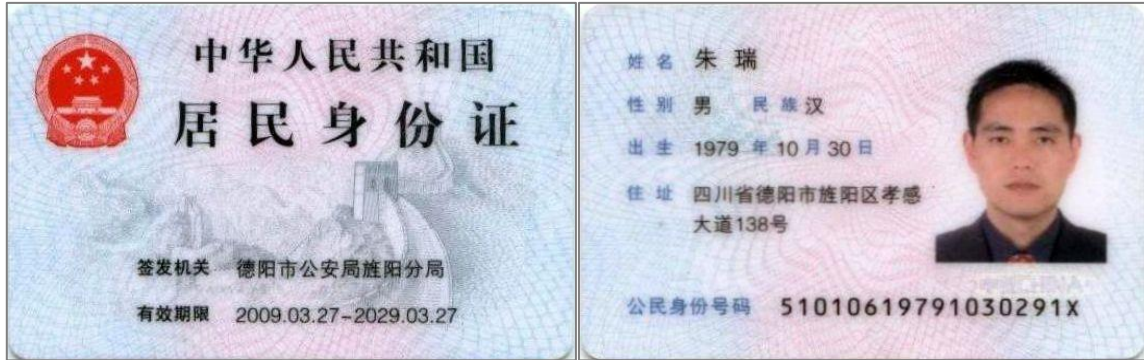 中华人民共和国
居民身份证
签发机关 德阳市公安局旌阳分局
有效期限 2009.03.27-2029.03.27
姓名 朱瑞
性别 男 民族 汉
出生 1979 年 10 月 30 日
住址 四川省德阳市旌阳区孝感
大道138号
公民身份号码 51010619791030291X